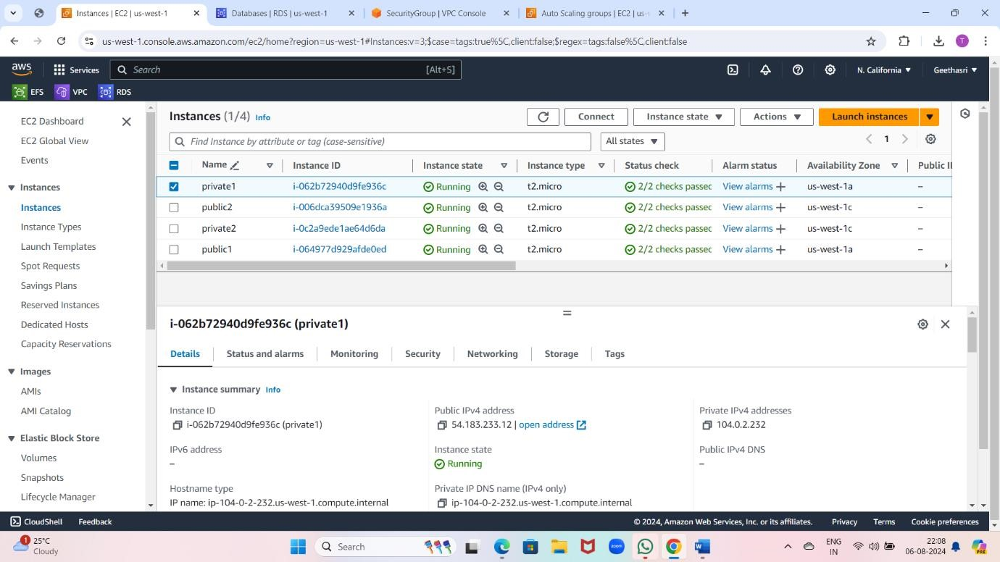 Instances | EC2 | us-west-1
Databases | RDS | us-west-1
SecurityGroup | VPC Console
Auto Scaling groups | EC2 | us-
us-west-1.console.aws.amazon.com/ec2/home?region=us-west-1#Instances:v=3;$case=tags:true%5C,client:false;$regex=tags:false%5C,client:false
T
aws
Services
Search
[Alt+S]
N. California
Geethasri
EFS
VPC
RDS
EC2 Dashboard
EC2 Global View
Events
Instances
Instances
Instance Types
Launch Templates
Spot Requests
Savings Plans
Reserved Instances
Dedicated Hosts
Capacity Reservations
Images
AMIs
AMI Catalog
Elastic Block Store
Volumes
Snapshots
Lifecycle Manager
Instances (1/4) Info
Connect
Instance state
Actions
Launch instances
Find Instance by attribute or tag (case-sensitive)
All states
1
Name Instance ID Instance state Instance type Status check Alarm status Availability Zone Public I
private1 i-062b72940d9fe936c Running t2.micro 2/2 checks passec View alarms + us-west-1a –
public2 i-006dca39509e1936a Running t2.micro 2/2 checks passec View alarms + us-west-1c –
private2 i-0c2a9ede1ae64d6da Running t2.micro 2/2 checks passec View alarms + us-west-1c –
public1 i-064977d929afde0ed Running t2.micro 2/2 checks passec View alarms + us-west-1a –
i-062b72940d9fe936c (private1)
Details
Status and alarms
Monitoring
Security
Networking
Storage
Tags
Instance summary Info
Instance ID
i-062b72940d9fe936c (private1)
Public IPv4 address
54.183.233.12 | open address
Private IPv4 addresses
104.0.2.232
IPv6 address
–
Instance state
Running
Public IPv4 DNS
–
Hostname type
IP name: ip-104-0-2-232.us-west-1.compute.internal
Private IP DNS name (IPv4 only)
ip-104-0-2-232.us-west-1.compute.internal
CloudShell
Feedback
© 2024, Amazon Web Services, Inc. or its affiliates.
Privacy
Terms
Cookie preferences
1
25°C
Cloudy
Search
zoom
ENG
IN
22:08
06-08-2024
PRE